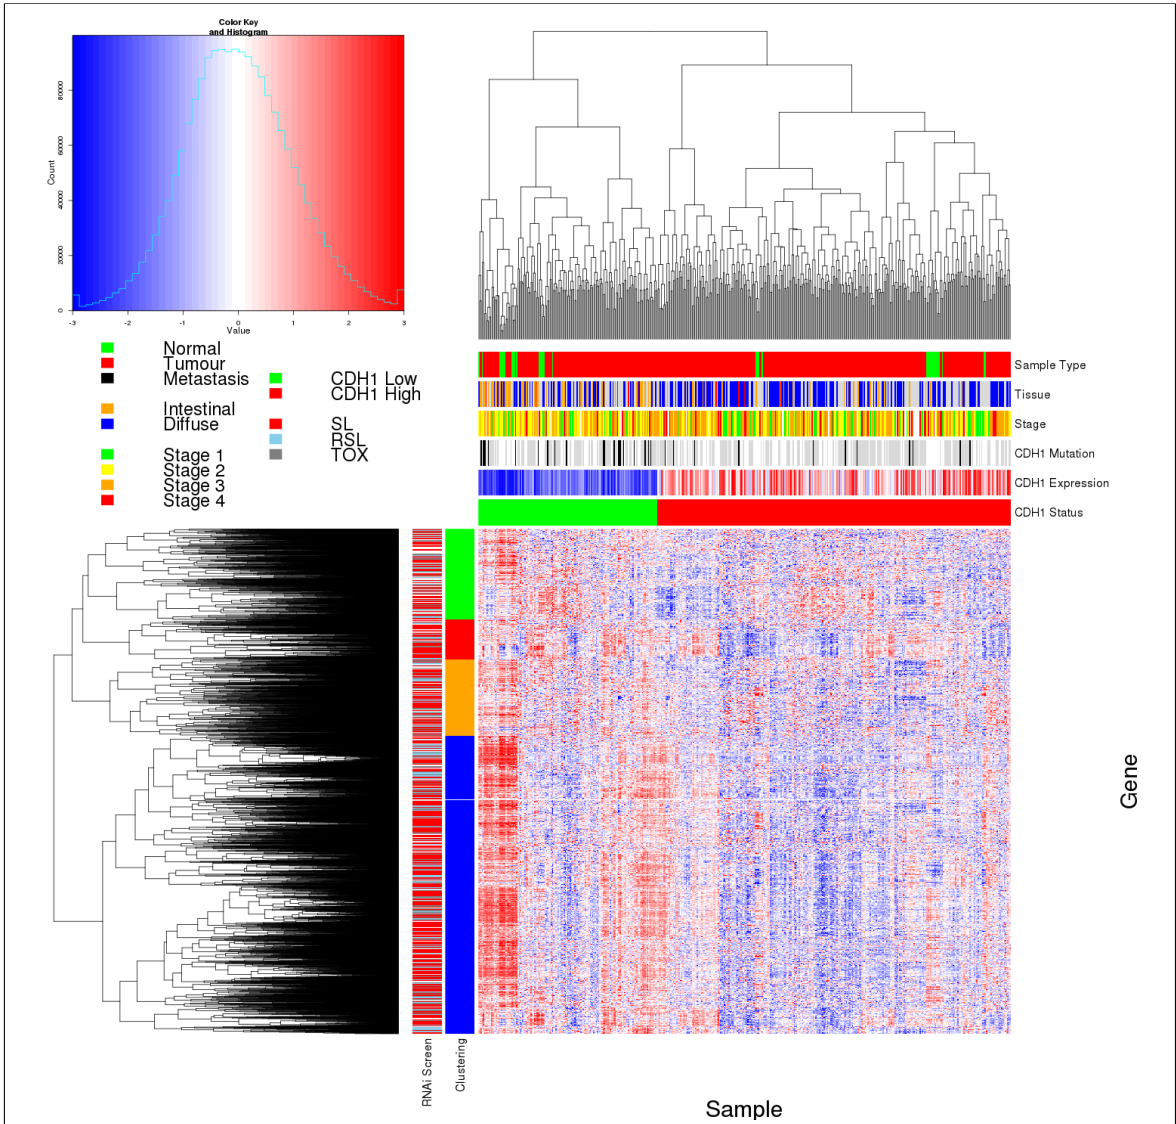 Color Key
and Histogram
Count
0
20000
40000
60000
80000
-3
-2
-1
0
1
2
3
Value
Normal
Tumour
Metastasis
Intestinal
Diffuse
Stage 1
Stage 2
Stage 3
Stage 4
CDH1 Low
CDH1 High
SL
RSL
TOX
Sample Type
Tissue
Stage
CDH1 Mutation
CDH1 Expression
CDH1 Status
Gene
RNAi Screen
Clustering
Sample